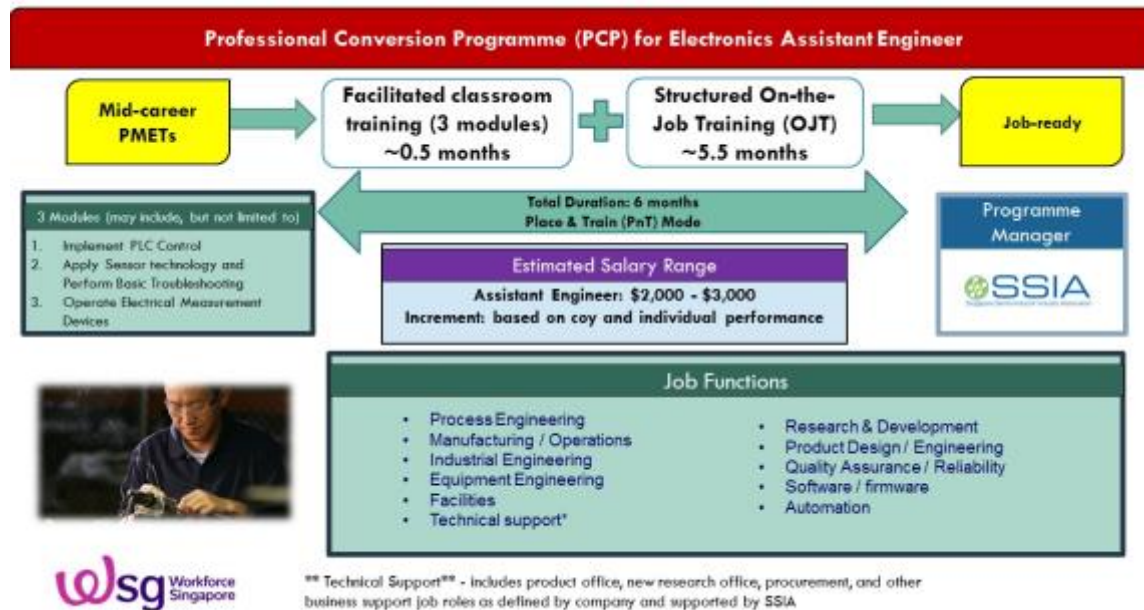 Professional Conversion Programme (PCP) for Electronics Assistant Engineer
Mid-career
PMETs
Facilitated classroom
training (3 modules)
~0.5 months
Structured On-the-
Job Training (OJT)
~5.5 months
Job-ready
Total Duration: 6 months
Place & Train (PnT) Mode
3 Modules (may include, but not limited to)
1. Implement PLC Control
2. Apply Sensor technology and
Perform Basic Troubleshooting
3. Operate Electrical Measurement
Devices
Estimated Salary Range
Assistant Engineer: $2,000 - $3,000
Increment: based on coy and individual performance
Programme
Manager
SSIA
Job Functions
• Process Engineering
• Manufacturing / Operations
• Industrial Engineering
• Equipment Engineering
• Facilities
• Technical support*
• Research & Development
• Product Design / Engineering
• Quality Assurance / Reliability
• Software / firmware
• Automation
wsg Workforce
Singapore
** Technical Support** - includes product office, new research office, procurement, and other
business support job roles as defined by company and supported by SSIA